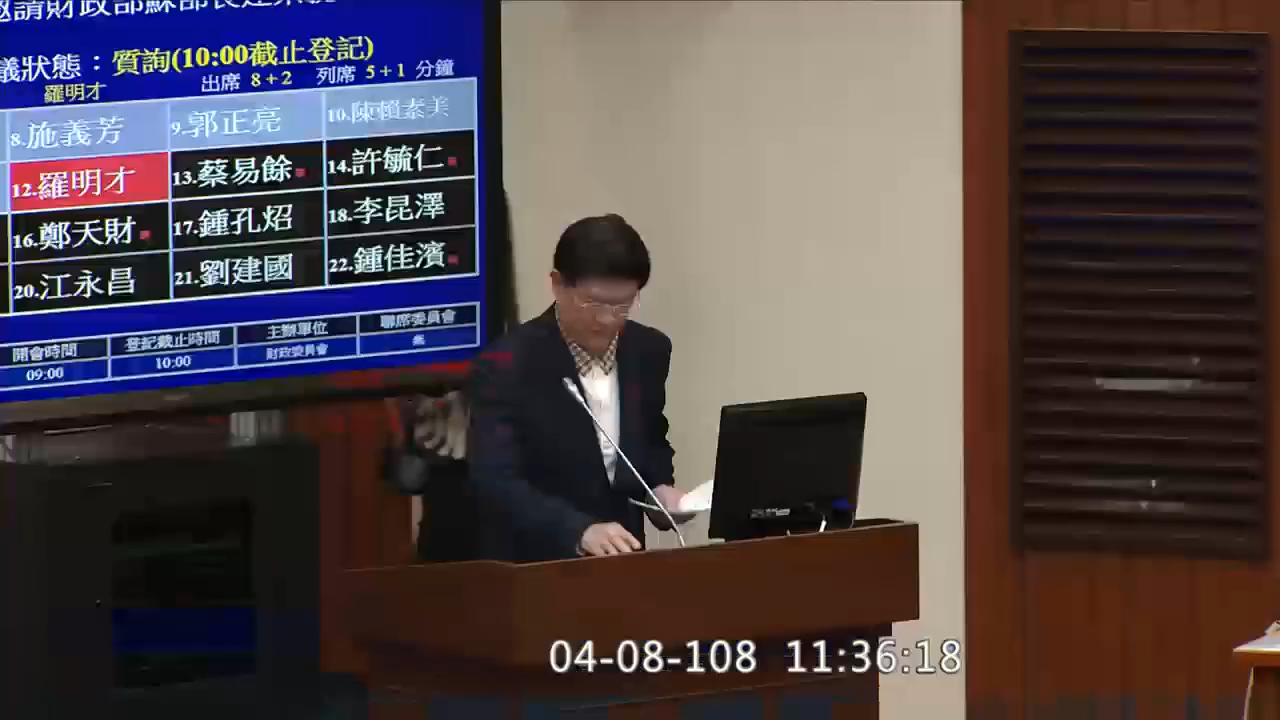 邀請財政部蘇部長建榮就
議狀態：質詢(10:00截止登記)
羅明才 出席 8+2 列席 5+1 分鐘
8.施義芳 9.郭正亮 10.陳賴素美
12.羅明才 13.蔡易餘 14.許毓仁
16.鄭天財 17.鍾孔炤 18.李昆澤
20.江永昌 21.劉建國 22.鍾佳濱
開會時間 登記截止時間 主辦單位 聯席委員會
09:00 10:00 財政委員會 無
04-08-108 11:36:18